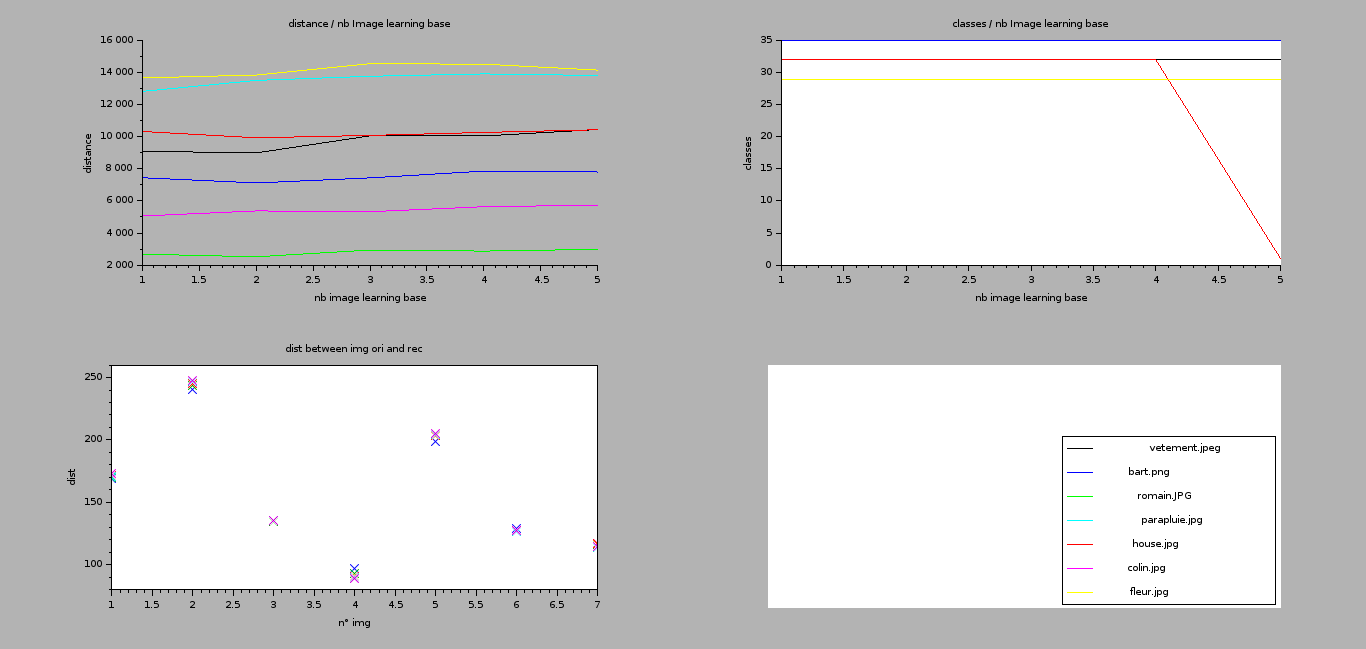 distance / nb Image learning base
16 000
14 000
12 000
10 000
8 000
6 000
4 000
2 000
distance
1 1.5 2 2.5 3 3.5 4 4.5 5
nb image learning base
classes / nb Image learning base
35
30
25
20
15
10
5
0
classes
1 1.5 2 2.5 3 3.5 4 4.5 5
nb image learning base
dist between img ori and rec
250
200
150
100
dist
1 1.5 2 2.5 3 3.5 4 4.5 5 5.5 6 6.5 7
n° img
vetement.jpeg
bart.png
romain.JPG
parapluie.jpg
house.jpg
colin.jpg
fleur.jpg